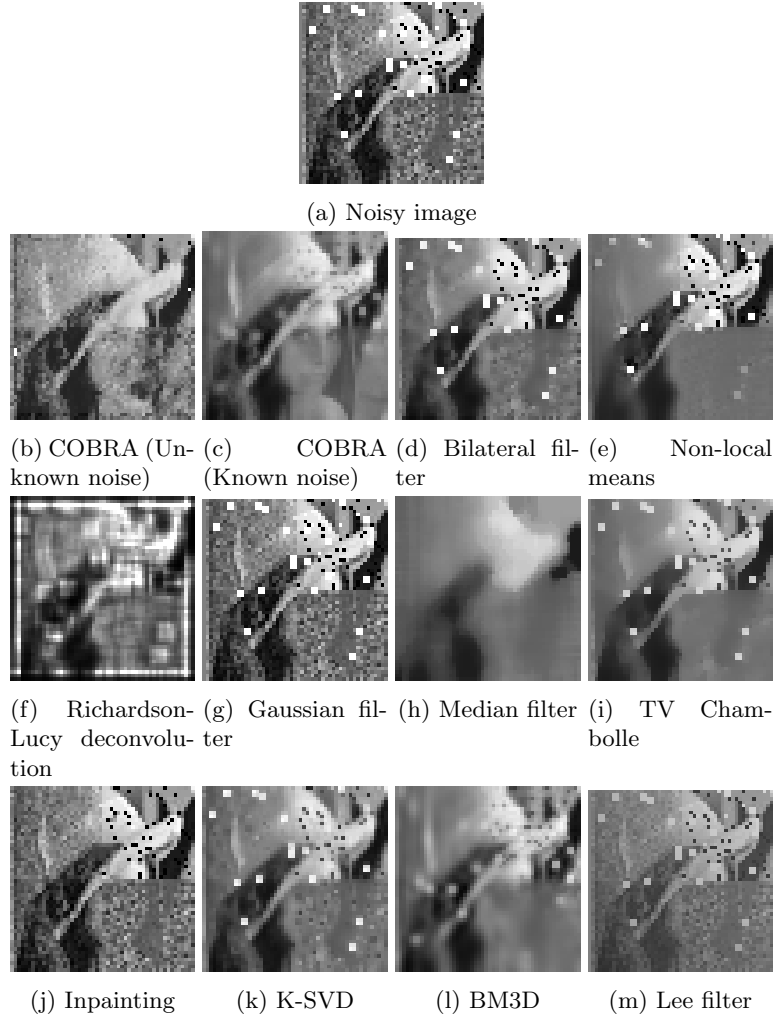 (a) Noisy image
(b) COBRA (Un-
known noise)
(c) COBRA
(Known noise)
(d) Bilateral fil-
ter
(e) Non-local
means
(f) Richardson-
Lucy deconvolu-
tion
(g) Gaussian fil-
ter
(h) Median filter
(i) TV Cham-
bolle
(j) Inpainting
(k) K-SVD
(l) BM3D
(m) Lee filter